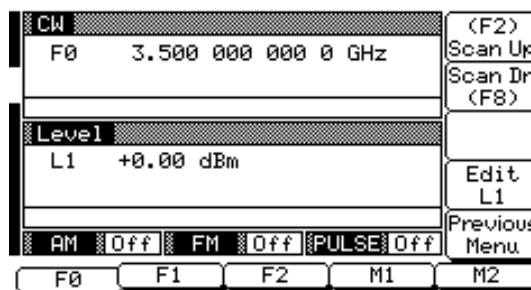 CW
F0 3.500 000 000 0 GHz
Level
L1 +0.00 dBm
AM Off FM Off PULSE Off
(F2)
Scan Up
Scan Dn
(F8)
Edit
L1
Previous
Menu
F0 F1 F2 M1 M2